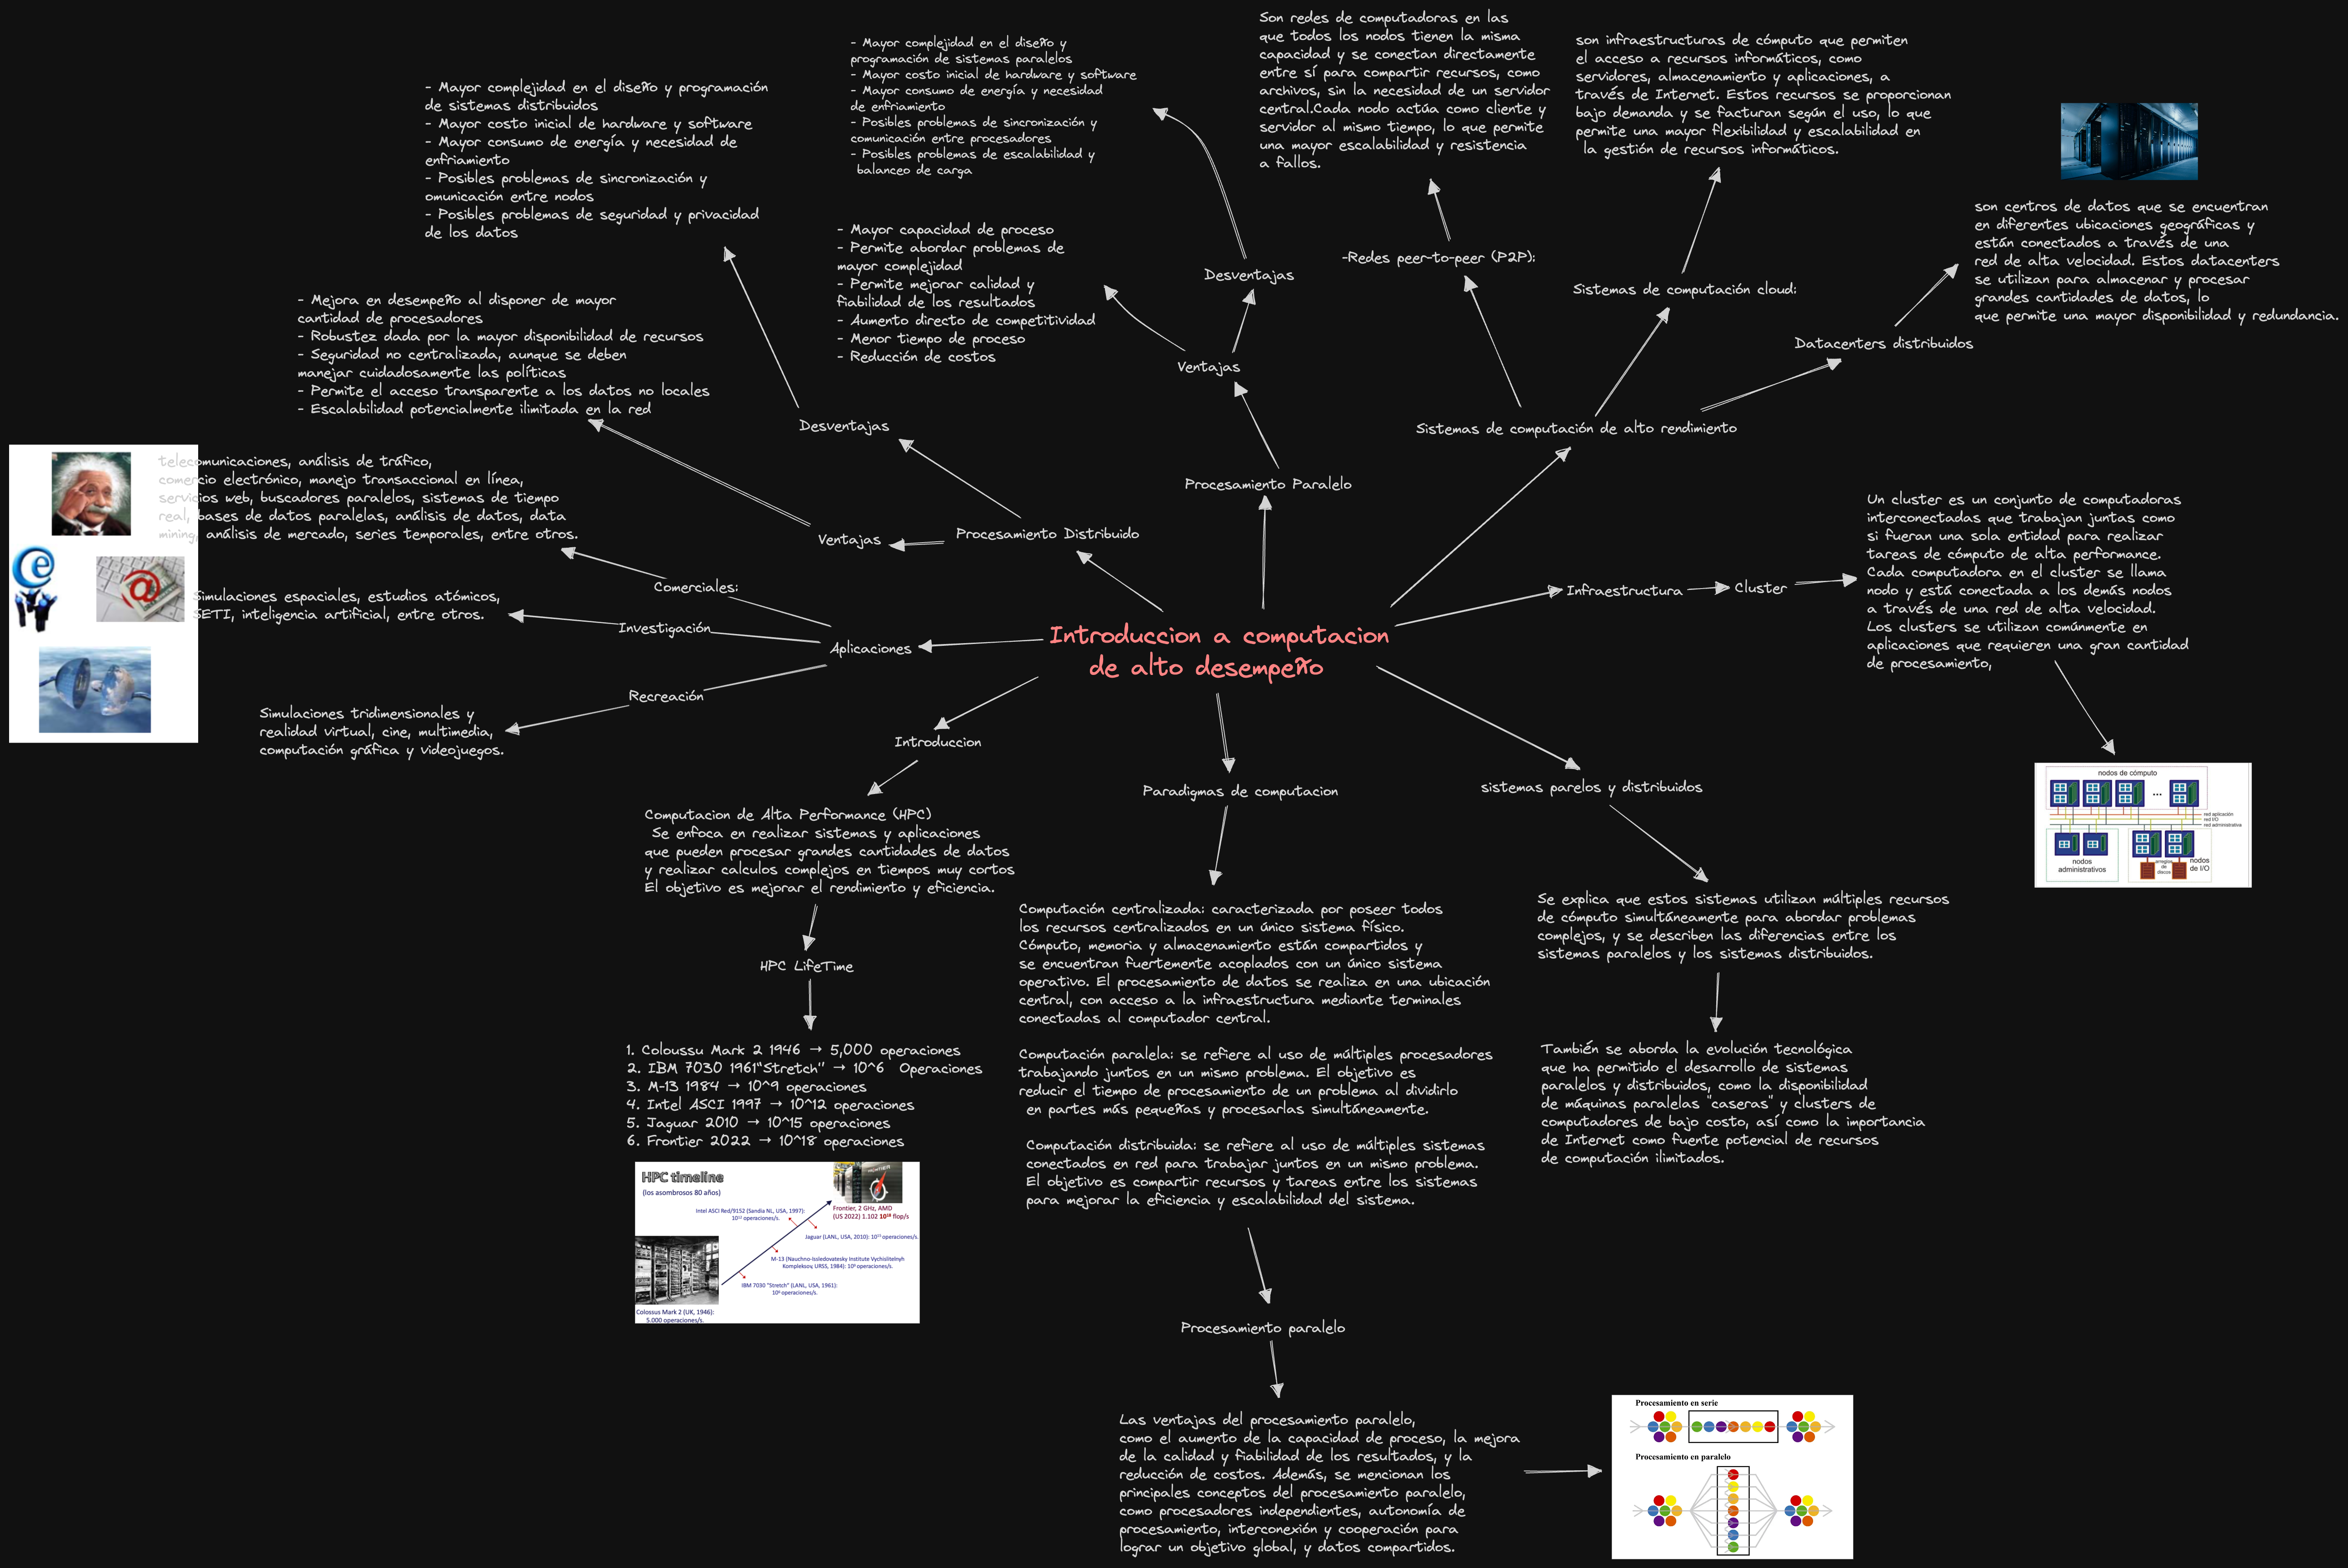 Introduccion a computacion
de alto desempeño
Son redes de computadoras en las
que todos los nodos tienen la misma
capacidad y se conectan directamente
entre sí para compartir recursos, como
archivos, sin la necesidad de un servidor
central.Cada nodo actúa como cliente y
servidor al mismo tiempo, lo que permite
una mayor escalabilidad y resistencia
a fallos.
-Redes peer-to-peer (P2P):
son infraestructuras de cómputo que permiten
el acceso a recursos informáticos, como
servidores, almacenamiento y aplicaciones, a
través de Internet. Estos recursos se proporcionan
bajo demanda y se facturan según el uso, lo que
permite una mayor flexibilidad y escalabilidad en
la gestión de recursos informáticos.
Sistemas de computación cloud:
son centros de datos que se encuentran
en diferentes ubicaciones geográficas y
están conectados a través de una
red de alta velocidad. Estos datacenters
se utilizan para almacenar y procesar
grandes cantidades de datos, lo
que permite una mayor disponibilidad y redundancia.
Datacenters distribuidos
Sistemas de computación de alto rendimiento
- Mayor complejidad en el diseño y
programación de sistemas paralelos
- Mayor costo inicial de hardware y software
- Mayor consumo de energía y necesidad
de enfriamiento
- Posibles problemas de sincronización y
comunicación entre procesadores
- Posibles problemas de escalabilidad y
balanceo de carga
Desventajas
- Mayor capacidad de proceso
- Permite abordar problemas de
mayor complejidad
- Permite mejorar calidad y
fiabilidad de los resultados
- Aumento directo de competitividad
- Menor tiempo de proceso
- Reducción de costos
Ventajas
Procesamiento Paralelo
- Mayor complejidad en el diseño y programación
de sistemas distribuidos
- Mayor costo inicial de hardware y software
- Mayor consumo de energía y necesidad de
enfriamiento
- Posibles problemas de sincronización y
omunicación entre nodos
- Posibles problemas de seguridad y privacidad
de los datos
Desventajas
- Mejora en desempeño al disponer de mayor
cantidad de procesadores
- Robustez dada por la mayor disponibilidad de recursos
- Seguridad no centralizada, aunque se deben
manejar cuidadosamente las políticas
- Permite el acceso transparente a los datos no locales
- Escalabilidad potencialmente ilimitada en la red
Ventajas
Procesamiento Distribuido
telecomunicaciones, análisis de tráfico,
comercio electrónico, manejo transaccional en línea,
servicios web, buscadores paralelos, sistemas de tiempo
real, bases de datos paralelas, análisis de datos, data
mining, análisis de mercado, series temporales, entre otros.
Comerciales:
Simulaciones espaciales, estudios atómicos,
SETI, inteligencia artificial, entre otros.
Investigación
Aplicaciones
Recreación
Simulaciones tridimensionales y
realidad virtual, cine, multimedia,
computación gráfica y videojuegos.
Infraestructura
Cluster
Un cluster es un conjunto de computadoras
interconectadas que trabajan juntas como
si fueran una sola entidad para realizar
tareas de cómputo de alta performance.
Cada computadora en el cluster se llama
nodo y está conectada a los demás nodos
a través de una red de alta velocidad.
Los clusters se utilizan comúnmente en
aplicaciones que requieren una gran cantidad
de procesamiento,
nodos de cómputo
...
red aplicación
red I/O
red administrativa
nodos
administrativos
arreglos
de
discos
nodos
de I/O
Introduccion
Computacion de Alta Performance (HPC)
Se enfoca en realizar sistemas y aplicaciones
que pueden procesar grandes cantidades de datos
y realizar calculos complejos en tiempos muy cortos
El objetivo es mejorar el rendimiento y eficiencia.
HPC LifeTime
1. Coloussu Mark 2 1946 → 5,000 operaciones
2. IBM 7030 1961“Stretch” → 10^6 Operaciones
3. M-13 1984 → 10^9 operaciones
4. Intel ASCI 1997 → 10^12 operaciones
5. Jaguar 2010 → 10^15 operaciones
6. Frontier 2022 → 10^18 operaciones
HPC timeline
(los asombrosos 80 años)
FRONTIER
Frontier, 2 GHz, AMD
(US 2022) 1.102 10¹⁸ flop/s
Intel ASCI Red/9152 (Sandia NL, USA, 1997):
10¹² operaciones/s.
Jaguar (LANL, USA, 2010): 10¹⁵ operaciones/s.
M-13 (Nauchno-Issledovatesky Institute Vychislitelnyh
Kompleksov, URSS, 1984): 10⁹ operaciones/s.
IBM 7030 "Stretch" (LANL, USA, 1961):
10⁶ operaciones/s.
Colossus Mark 2 (UK, 1946):
5.000 operaciones/s.
Paradigmas de computacion
Computación centralizada: caracterizada por poseer todos
los recursos centralizados en un único sistema físico.
Cómputo, memoria y almacenamiento están compartidos y
se encuentran fuertemente acoplados con un único sistema
operativo. El procesamiento de datos se realiza en una ubicación
central, con acceso a la infraestructura mediante terminales
conectadas al computador central.
Computación paralela: se refiere al uso de múltiples procesadores
trabajando juntos en un mismo problema. El objetivo es
reducir el tiempo de procesamiento de un problema al dividirlo
en partes más pequeñas y procesarlas simultáneamente.
Computación distribuida: se refiere al uso de múltiples sistemas
conectados en red para trabajar juntos en un mismo problema.
El objetivo es compartir recursos y tareas entre los sistemas
para mejorar la eficiencia y escalabilidad del sistema.
Procesamiento paralelo
Las ventajas del procesamiento paralelo,
como el aumento de la capacidad de proceso, la mejora
de la calidad y fiabilidad de los resultados, y la
reducción de costos. Además, se mencionan los
principales conceptos del procesamiento paralelo,
como procesadores independientes, autonomía de
procesamiento, interconexión y cooperación para
lograr un objetivo global, y datos compartidos.
Procesamiento en serie
Procesamiento en paralelo
sistemas parelos y distribuidos
Se explica que estos sistemas utilizan múltiples recursos
de cómputo simultáneamente para abordar problemas
complejos, y se describen las diferencias entre los
sistemas paralelos y los sistemas distribuidos.
También se aborda la evolución tecnológica
que ha permitido el desarrollo de sistemas
paralelos y distribuidos, como la disponibilidad
de máquinas paralelas "caseras" y clusters de
computadores de bajo costo, así como la importancia
de Internet como fuente potencial de recursos
de computación ilimitados.